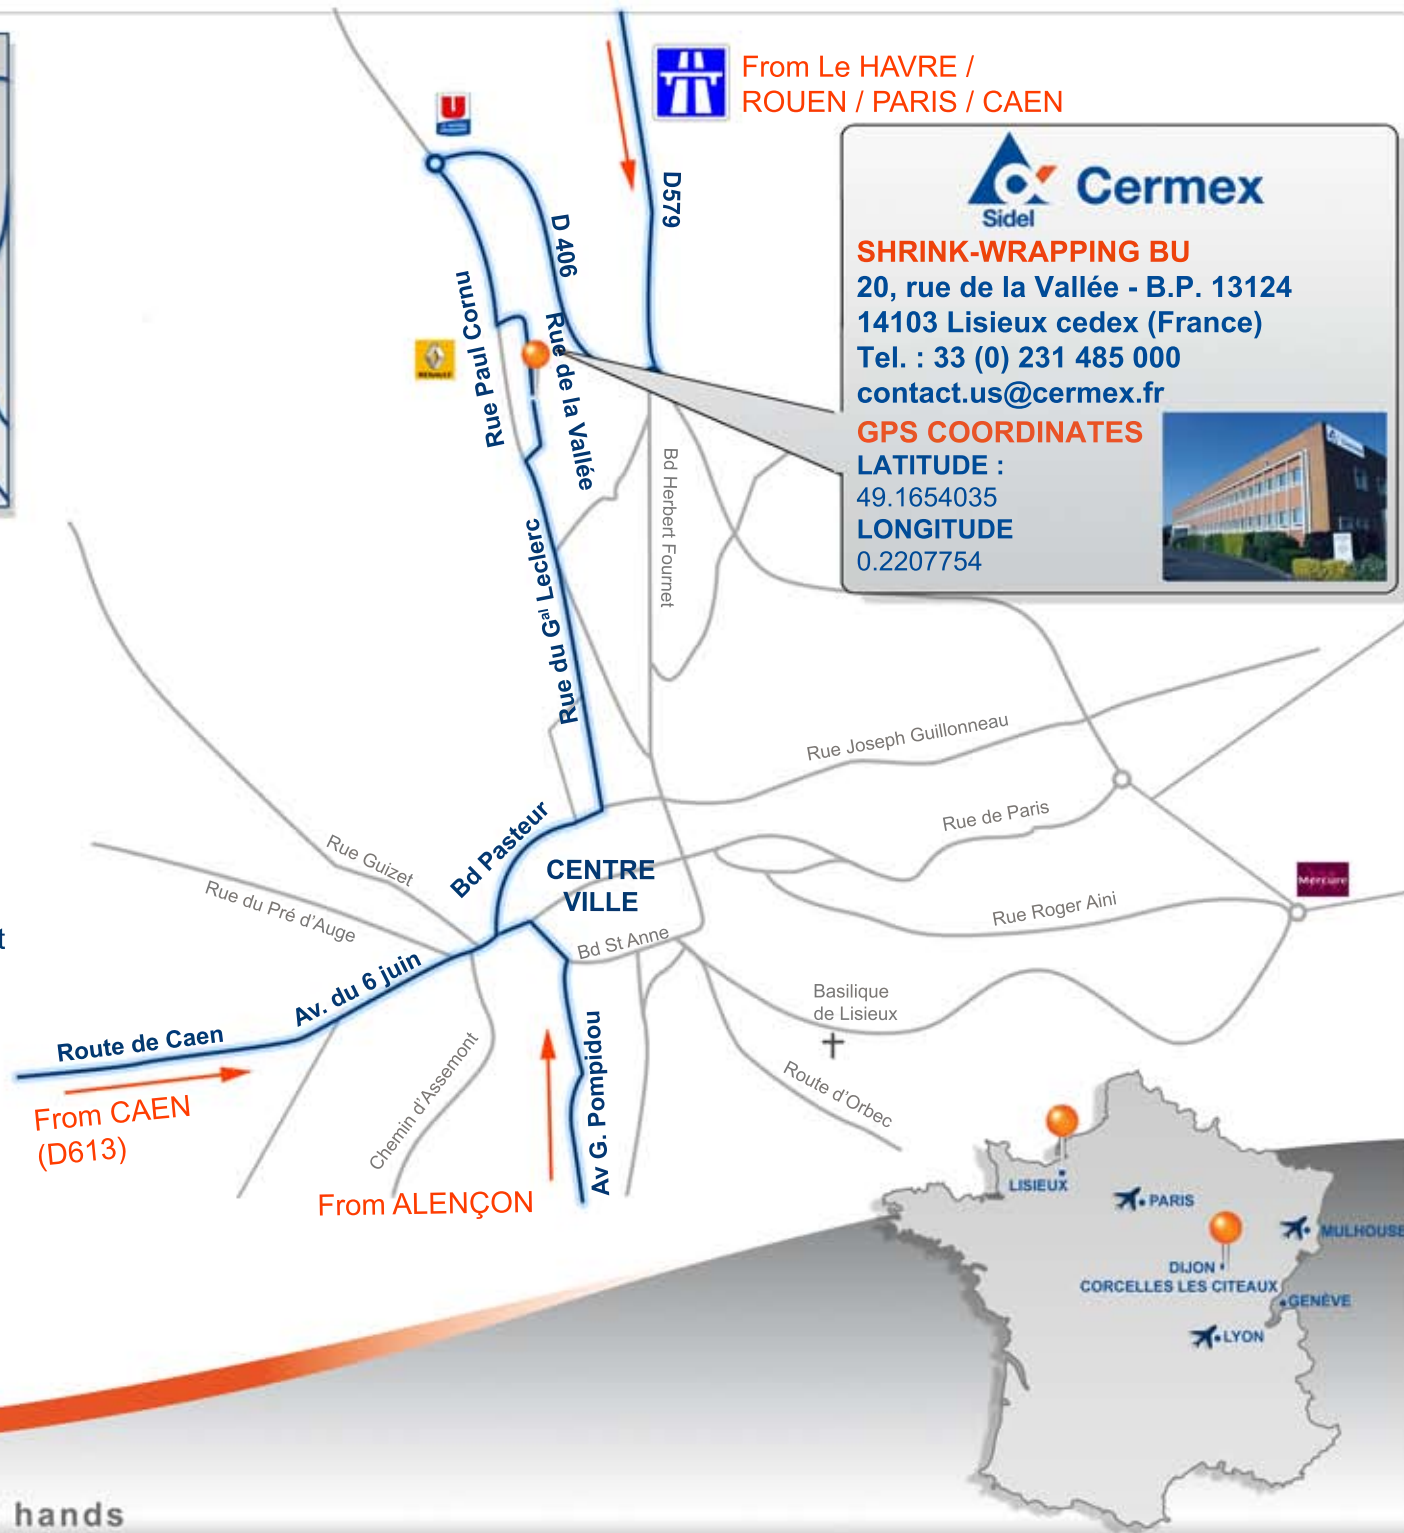 From Le HAVRE /
ROUEN / PARIS / CAEN
U
D579
D 406
Sidel
Cermex
SHRINK-WRAPPING BU
20, rue de la Vallée - B.P. 13124
14103 Lisieux cedex (France)
Tel. : 33 (0) 231 485 000
contact.us@cermex.fr
GPS COORDINATES
LATITUDE :
49.1654035
LONGITUDE
0.2207754
Rue Paul Cornu
RENAULT
Rue de la Vallée
Bd Herbert Fournet
Rue du Gal Leclerc
Rue Joseph Guillonneau
Rue de Paris
Bd Pasteur
Rue Guizet
CENTRE
VILLE
Mercure
Rue du Pré d'Auge
Rue Roger Aini
t
Bd St Anne
Av. du 6 juin
Basilique
de Lisieux
Route de Caen
Chemin d'Assemont
Av G. Pompidou
Route d'Orbec
From CAEN
(D613)
From ALENÇON
LISIEUX
PARIS
MULHOUSE
DIJON
CORCELLES LES CITEAUX
GENÈVE
LYON
hands